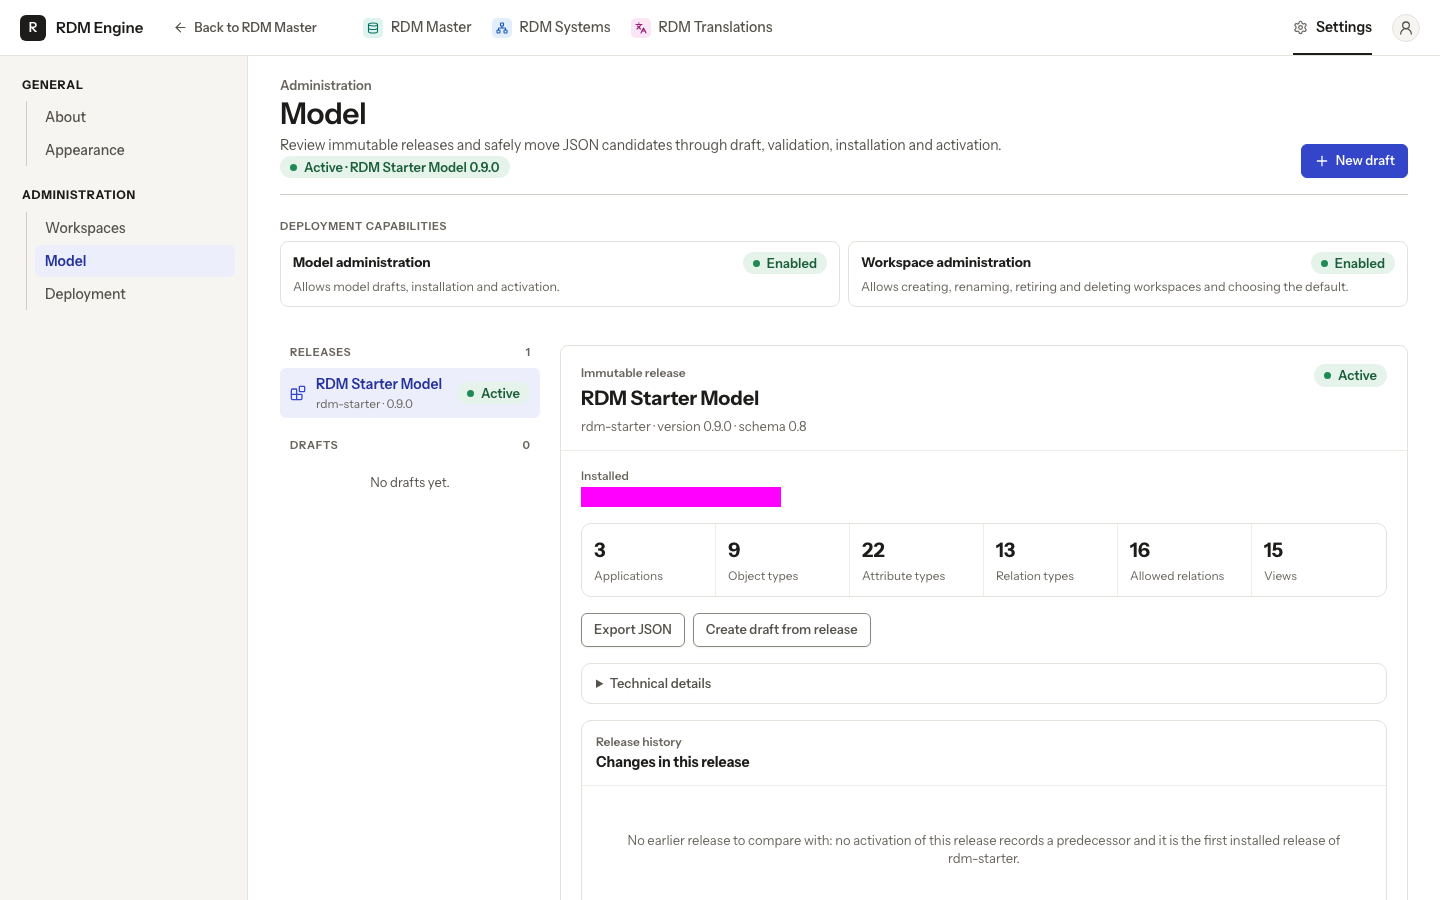 R RDM Engine
Back to RDM Master
RDM Master
RDM Systems
RDM Translations
Settings
GENERAL
About
Appearance
ADMINISTRATION
Workspaces
Model
Deployment
Administration
Model
Review immutable releases and safely move JSON candidates through draft, validation, installation and activation.
Active · RDM Starter Model 0.9.0
New draft
DEPLOYMENT CAPABILITIES
Model administration
Enabled
Allows model drafts, installation and activation.
Workspace administration
Enabled
Allows creating, renaming, retiring and deleting workspaces and choosing the default.
RELEASES 1
RDM Starter Model
rdm-starter · 0.9.0
Active
DRAFTS 0
No drafts yet.
Immutable release
RDM Starter Model
rdm-starter · version 0.9.0 · schema 0.8
Active
Installed
3
Applications
9
Object types
22
Attribute types
13
Relation types
16
Allowed relations
15
Views
Export JSON
Create draft from release
Technical details
Release history
Changes in this release
No earlier release to compare with: no activation of this release records a predecessor and it is the first installed release of
rdm-starter.